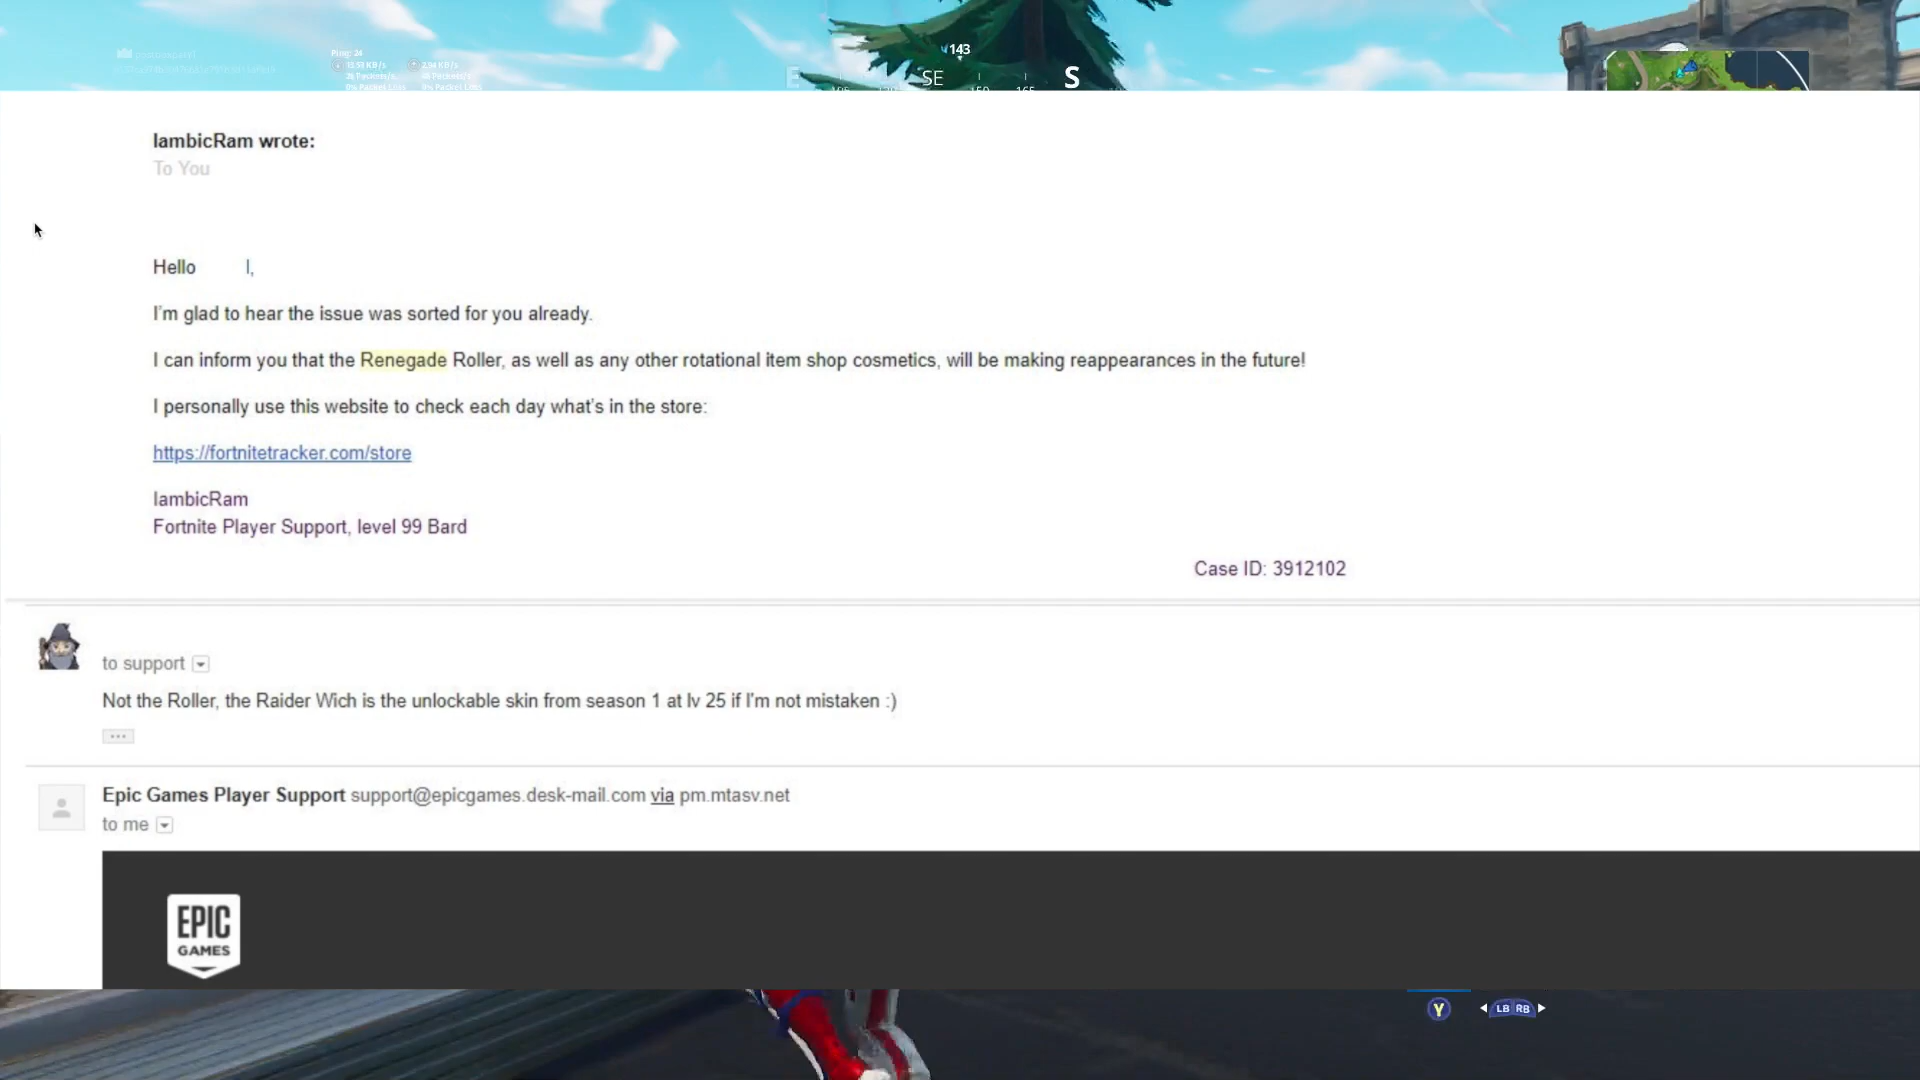 Ping: 24
143
SE
S
150
165
IambicRam wrote:
To You
Hello l,
I'm glad to hear the issue was sorted for you already.
I can inform you that the Renegade Roller, as well as any other rotational item shop cosmetics, will be making reappearances in the future!
I personally use this website to check each day what's in the store:
https://fortnitetracker.com/store
IambicRam
Fortnite Player Support, level 99 Bard
Case ID: 3912102
to support
Not the Roller, the Raider Wich is the unlockable skin from season 1 at lv 25 if I'm not mistaken :)
Epic Games Player Support support@epicgames.desk-mail.com via pm.mtasv.net
to me
EPIC
GAMES
Y
LB RB